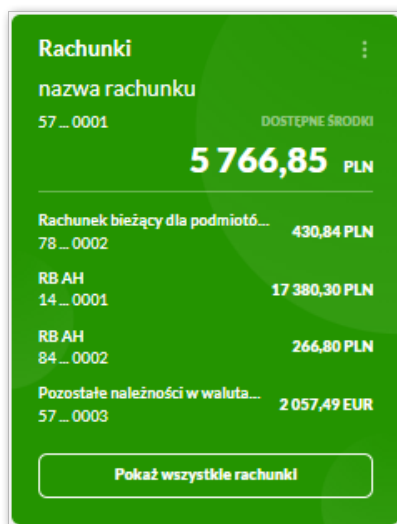 Rachunki
nazwa rachunku
57 ... 0001
DOSTĘPNE ŚRODKI
5 766,85 PLN
Rachunek bieżący dla podmiotó...
430,84 PLN
78 ... 0002
RB AH
17 380,30 PLN
14 ... 0001
RB AH
266,80 PLN
84 ... 0002
Pozostałe należności w waluta...
2 057,49 EUR
57 ... 0003
Pokaż wszystkie rachunki